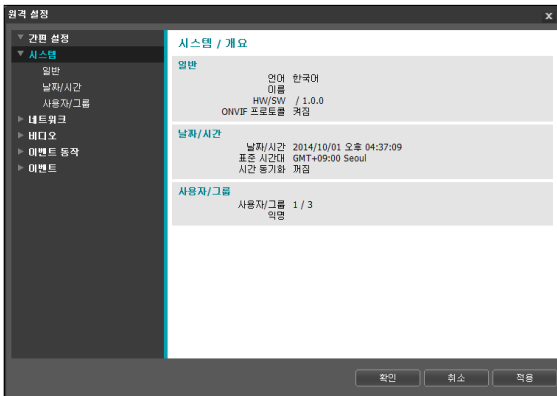 원격 설정
x
간편 설정
시스템
일반
날짜/시간
사용자/그룹
네트워크
비디오
이벤트 동작
이벤트
시스템 / 개요
일반
언어 한국어
이름
HW/SW / 1.0.0
ONVIF 프로토콜 켜짐
날짜/시간
날짜/시간 2014/10/01 오후 04:37:09
표준 시간대 GMT+09:00 Seoul
시간 동기화 꺼짐
사용자/그룹
사용자/그룹 1 / 3
익명
확인
취소
적용